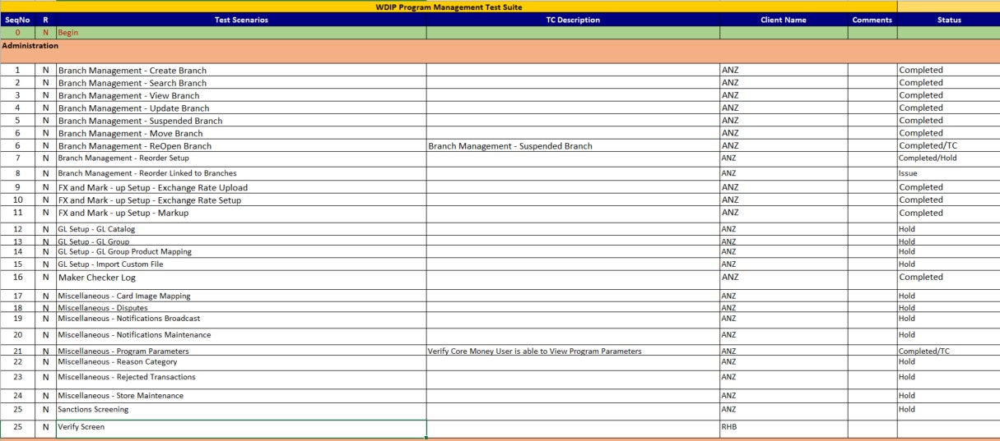 WDIP Program Management Test Suite
SeqNo R Test Scenarios TC Description Client Name Comments Status
0 N Begin
Administration
1 N Branch Management - Create Branch ANZ Completed
2 N Branch Management - Search Branch ANZ Completed
3 N Branch Management - View Branch ANZ Completed
4 N Branch Management - Update Branch ANZ Completed
5 N Branch Management - Suspended Branch ANZ Completed
6 N Branch Management - Move Branch ANZ Completed
6 N Branch Management - ReOpen Branch Branch Management - Suspended Branch ANZ Completed/TC
7 N Branch Management - Reorder Setup ANZ Completed/Hold
8 N Branch Management - Reorder Linked to Branches ANZ Issue
9 N FX and Mark - up Setup - Exchange Rate Upload ANZ Completed
10 N FX and Mark - up Setup - Exchange Rate Setup ANZ Completed
11 N FX and Mark - up Setup - Markup ANZ Completed
12 N GL Setup - GL Catalog ANZ Hold
13 N GL Setup - GL Group ANZ Hold
14 N GL Setup - GL Group Product Mapping ANZ Hold
15 N GL Setup - Import Custom File ANZ Hold
16 N Maker Checker Log ANZ Completed
17 N Miscellaneous - Card Image Mapping ANZ Hold
18 N Miscellaneous - Disputes ANZ Hold
19 N Miscellaneous - Notifications Broadcast ANZ Hold
20 N Miscellaneous - Notifications Maintenance ANZ Hold
21 N Miscellaneous - Program Parameters Verify Core Money User is able to View Program Parameters ANZ Completed/TC
22 N Miscellaneous - Reason Category ANZ Hold
23 N Miscellaneous - Rejected Transactions ANZ Hold
24 N Miscellaneous - Store Maintenance ANZ Hold
25 N Sanctions Screening ANZ Hold
25 N Verify Screen RHB